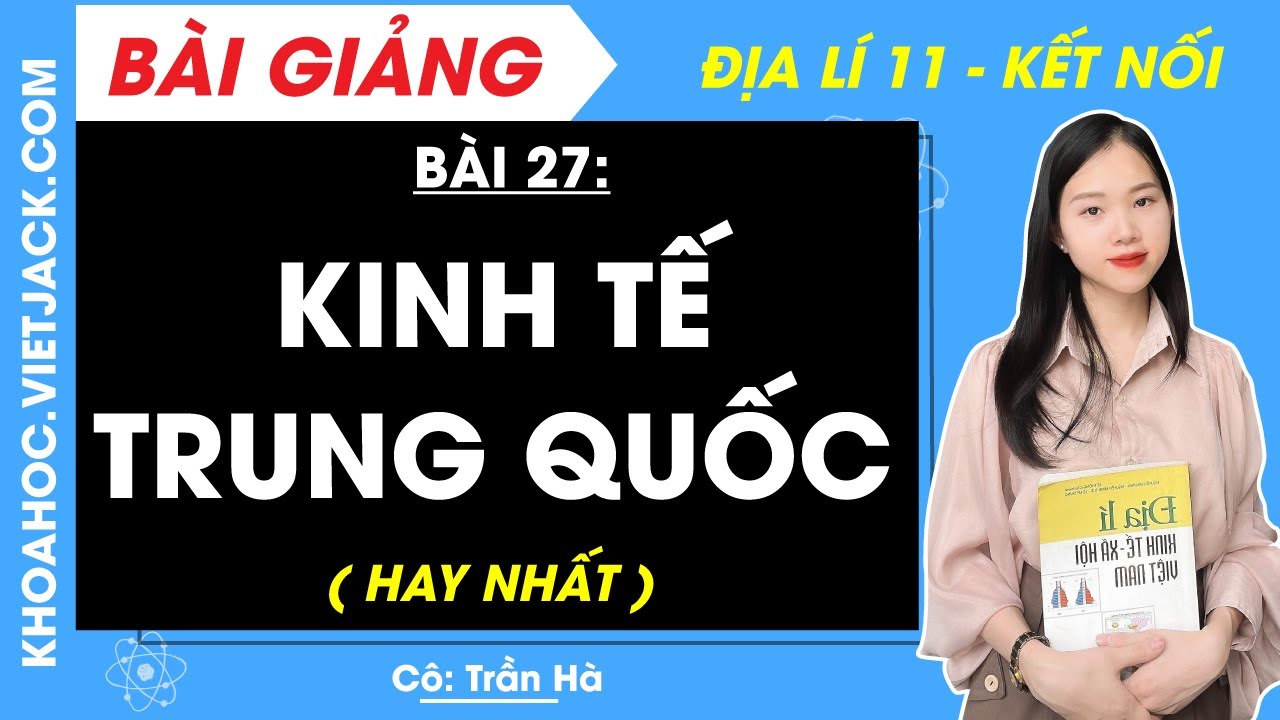 BÀI GIẢNG
ĐỊA LÍ 11 - KẾT NỐI
KHOAHOC.VIETJACK.COM
BÀI 27:
KINH TẾ
TRUNG QUỐC
( HAY NHẤT )
Cô: Trần Hà
Địa lí
KINH TẾ - XÃ HỘI
VIỆT NAM